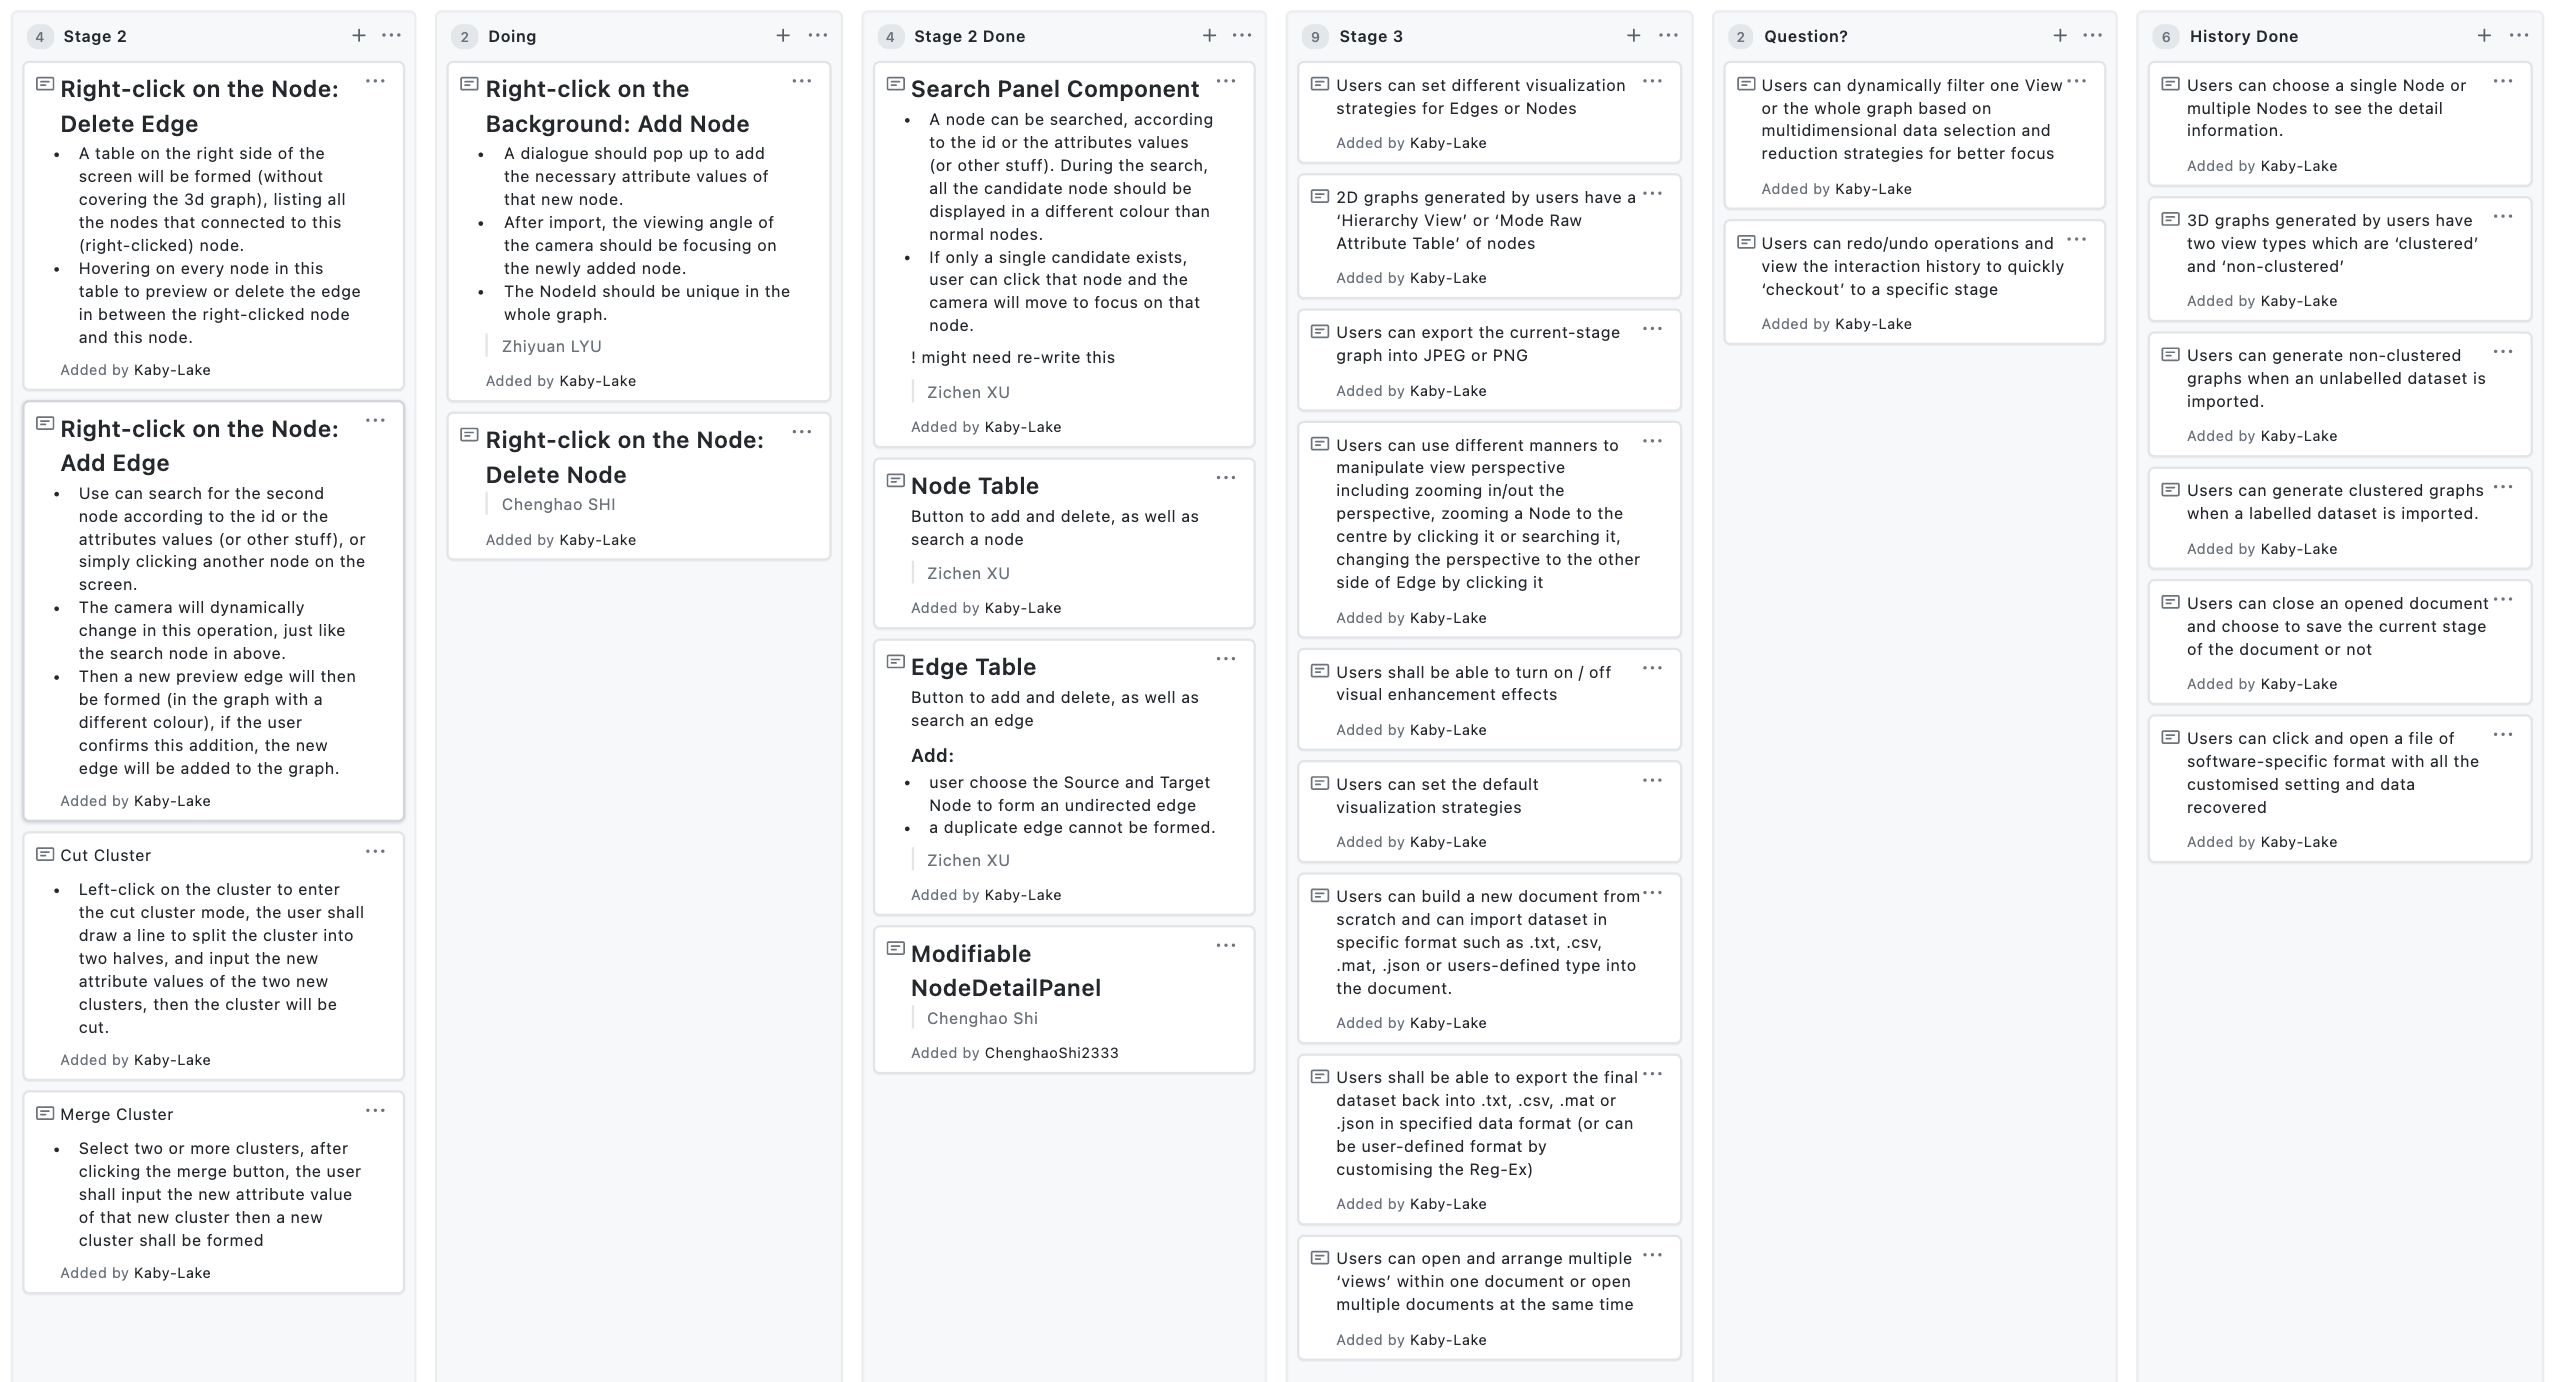 4 Stage 2
Right-click on the Node:
Delete Edge
• A table on the right side of the
screen will be formed (without
covering the 3d graph), listing all
the nodes that connected to this
(right-clicked) node.
• Hovering on every node in this
table to preview or delete the edge
in between the right-clicked node
and this node.
Added by Kaby-Lake
Right-click on the Node:
Add Edge
• Use can search for the second
node according to the id or the
attributes values (or other stuff), or
simply clicking another node on the
screen.
• The camera will dynamically
change in this operation, just like
the search node in above.
• Then a new preview edge will then
be formed (in the graph with a
different colour), if the user
confirms this addition, the new
edge will be added to the graph.
Added by Kaby-Lake
Cut Cluster
• Left-click on the cluster to enter
the cut cluster mode, the user shall
draw a line to split the cluster into
two halves, and input the new
attribute values of the two new
clusters, then the cluster will be
cut.
Added by Kaby-Lake
Merge Cluster
• Select two or more clusters, after
clicking the merge button, the user
shall input the new attribute value
of that new cluster then a new
cluster shall be formed
Added by Kaby-Lake
2 Doing
Right-click on the
Background: Add Node
• A dialogue should pop up to add
the necessary attribute values of
that new node.
• After import, the viewing angle of
the camera should be focusing on
the newly added node.
• The NodeId should be unique in the
whole graph.
Zhiyuan LYU
Added by Kaby-Lake
Right-click on the Node:
Delete Node
Chenghao SHI
Added by Kaby-Lake
4 Stage 2 Done
Search Panel Component
• A node can be searched, according
to the id or the attributes values
(or other stuff). During the search,
all the candidate node should be
displayed in a different colour than
normal nodes.
• If only a single candidate exists,
user can click that node and the
camera will move to focus on that
node.
! might need re-write this
Zichen XU
Added by Kaby-Lake
Node Table
Button to add and delete, as well as
search a node
Zichen XU
Added by Kaby-Lake
Edge Table
Button to add and delete, as well as
search an edge
Add:
• user choose the Source and Target
Node to form an undirected edge
• a duplicate edge cannot be formed.
Zichen XU
Added by Kaby-Lake
Modifiable
NodeDetailPanel
Chenghao Shi
Added by ChenghaoShi2333
9 Stage 3
Users can set different visualization
strategies for Edges or Nodes
Added by Kaby-Lake
2D graphs generated by users have a
‘Hierarchy View’ or ‘Mode Raw
Attribute Table’ of nodes
Added by Kaby-Lake
Users can export the current-stage
graph into JPEG or PNG
Added by Kaby-Lake
Users can use different manners to
manipulate view perspective
including zooming in/out the
perspective, zooming a Node to the
centre by clicking it or searching it,
changing the perspective to the other
side of Edge by clicking it
Added by Kaby-Lake
Users shall be able to turn on / off
visual enhancement effects
Added by Kaby-Lake
Users can set the default
visualization strategies
Added by Kaby-Lake
Users can build a new document from
scratch and can import dataset in
specific format such as .txt, .csv,
.mat, .json or users-defined type into
the document.
Added by Kaby-Lake
Users shall be able to export the final
dataset back into .txt, .csv, .mat or
.json in specified data format (or can
be user-defined format by
customising the Reg-Ex)
Added by Kaby-Lake
Users can open and arrange multiple
‘views’ within one document or open
multiple documents at the same time
Added by Kaby-Lake
2 Question?
Users can dynamically filter one View
or the whole graph based on
multidimensional data selection and
reduction strategies for better focus
Added by Kaby-Lake
Users can redo/undo operations and
view the interaction history to quickly
‘checkout’ to a specific stage
Added by Kaby-Lake
6 History Done
Users can choose a single Node or
multiple Nodes to see the detail
information.
Added by Kaby-Lake
3D graphs generated by users have
two view types which are ‘clustered’
and ‘non-clustered’
Added by Kaby-Lake
Users can generate non-clustered
graphs when an unlabelled dataset is
imported.
Added by Kaby-Lake
Users can generate clustered graphs
when a labelled dataset is imported.
Added by Kaby-Lake
Users can close an opened document
and choose to save the current stage
of the document or not
Added by Kaby-Lake
Users can click and open a file of
software-specific format with all the
customised setting and data
recovered
Added by Kaby-Lake